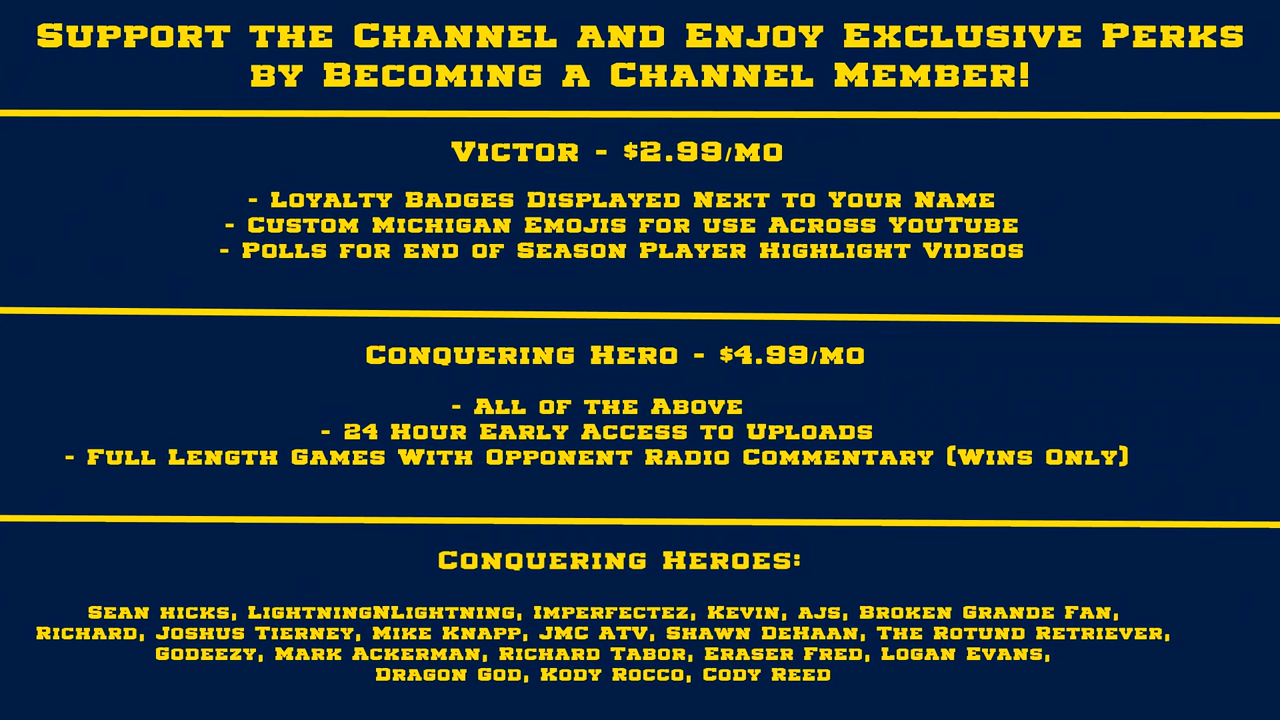 Support the Channel and Enjoy Exclusive Perks
by Becoming a Channel Member!
Victor - $2.99/mo
- Loyalty Badges Displayed Next to Your Name
- Custom Michigan Emojis for use Across YouTube
- Polls for end of Season Player Highlight Videos
Conquering Hero - $4.99/mo
- All of the Above
- 24 Hour Early Access to Uploads
- Full Length Games With Opponent Radio Commentary (Wins Only)
Conquering Heroes:
Sean hicks, LightningNLightning, Imperfectez, Kevin, ajs, Broken Grande Fan,
Richard, Joshus Tierney, Mike Knapp, JMC ATV, Shawn DeHaan, The Rotund Retriever,
Godeezy, Mark Ackerman, Richard Tabor, Eraser Fred, Logan Evans,
Dragon God, Kody Rocco, Cody Reed